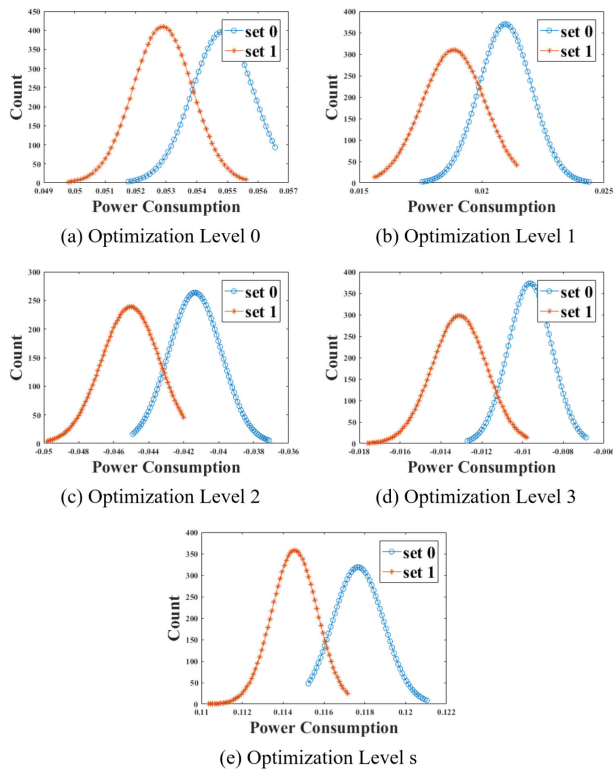 450
400
350
300
250
200
150
100
50
0
Count
set 0
set 1
0.049 0.05 0.051 0.052 0.053 0.054 0.055 0.056 0.057
Power Consumption
(a) Optimization Level 0
400
350
300
250
200
150
100
50
0
Count
set 0
set 1
0.015 0.02 0.025
Power Consumption
(b) Optimization Level 1
300
250
200
150
100
50
0
Count
set 0
set 1
-0.05 -0.048 -0.046 -0.044 -0.042 -0.04 -0.038 -0.036
Power Consumption
(c) Optimization Level 2
400
350
300
250
200
150
100
50
0
Count
set 0
set 1
-0.018 -0.016 -0.014 -0.012 -0.01 -0.008 -0.006
Power Consumption
(d) Optimization Level 3
400
350
300
250
200
150
100
50
0
Count
set 0
set 1
0.11 0.112 0.114 0.116 0.118 0.12 0.122
Power Consumption
(e) Optimization Level s